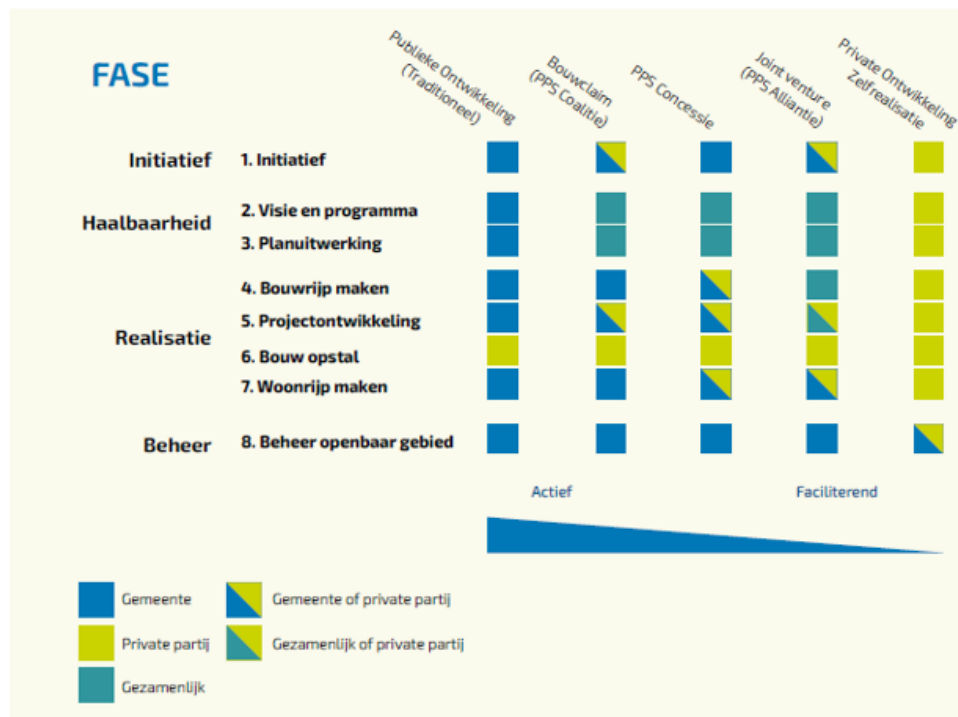 FASE
Publieke Ontwikkeling
(Traditioneel)
Bouwclaim
(PPS Coalitie)
PPS Concessie
Joint venture
(PPS Alliantie)
Private Ontwikkeling
Zelfrealisatie
Initiatief
1. Initiatief
Haalbaarheid
2. Visie en programma
3. Planuitwerking
Realisatie
4. Bouwrijp maken
5. Projectontwikkeling
6. Bouw opstal
7. Woonrijp maken
Beheer
8. Beheer openbaar gebied
Actief
Faciliterend
Gemeente
Gemeente of private partij
Private partij
Gezamenlijk of private partij
Gezamenlijk